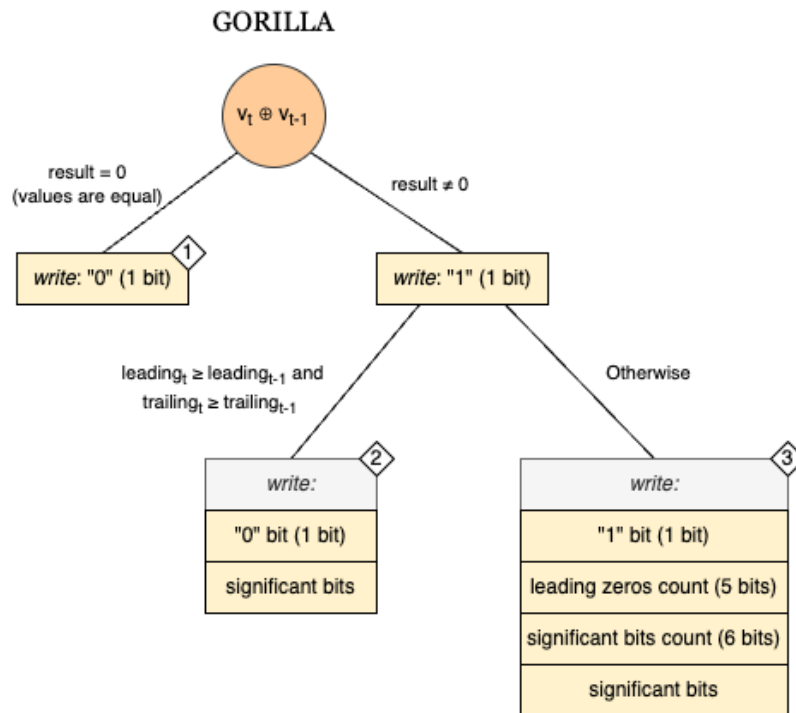 GORILLA
vₜ ⊕ vₜ₋₁
result = 0
(values are equal)
result ≠ 0
1
write: "0" (1 bit)
write: "1" (1 bit)
leadingₜ ≥ leadingₜ₋₁ and
trailingₜ ≥ trailingₜ₋₁
Otherwise
2
write:
"0" bit (1 bit)
significant bits
3
write:
"1" bit (1 bit)
leading zeros count (5 bits)
significant bits count (6 bits)
significant bits